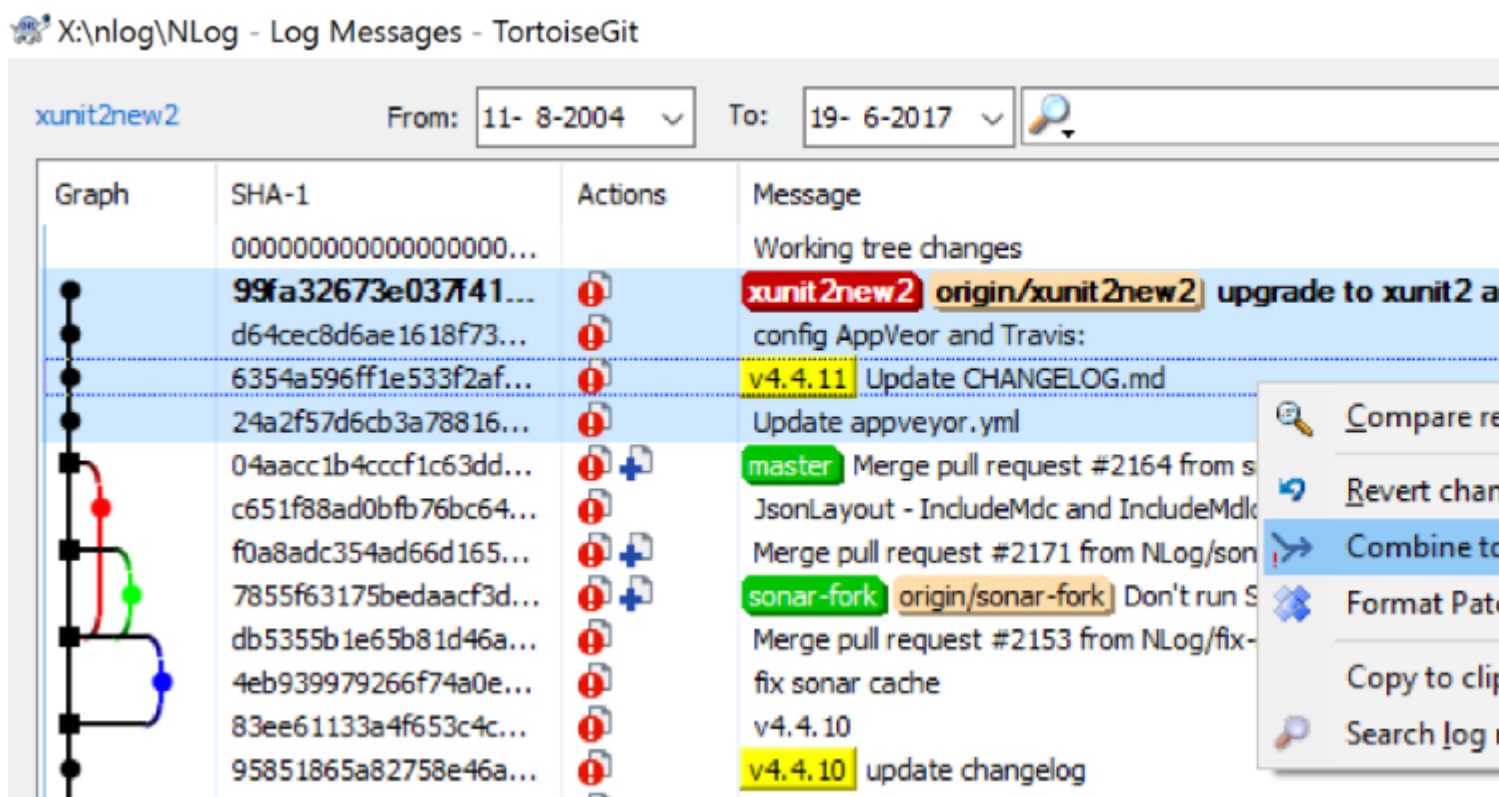 X:\nlog\NLog - Log Messages - TortoiseGit
xunit2new2 From: 11- 8-2004 To: 19- 6-2017
Graph SHA-1 Actions Message
000000000000000000... Working tree changes
99fa32673e037f41... xunit2new2 origin/xunit2new2 upgrade to xunit2 a
d64cec8d6ae1618f73... config AppVeor and Travis:
6354a596ff1e533f2af... v4.4.11 Update CHANGELOG.md
24a2f57d6cb3a78816... Update appveyor.yml
04aacc1b4cccf1c63dd... master Merge pull request #2164 from s
c651f88ad0bfb76bc64... JsonLayout - IncludeMdc and IncludeMdlc
f0a8adc354ad66d165... Merge pull request #2171 from NLog/son
7855f63175bedaacf3d... sonar-fork origin/sonar-fork Don't run S
db5355b1e65b81d46a... Merge pull request #2153 from NLog/fix-
4eb939979266f74a0e... fix sonar cache
83ee61133a4f653c4c... v4.4.10
95851865a82758e46a... v4.4.10 update changelog
Compare re
Revert chan
Combine to
Format Patc
Copy to clip
Search log